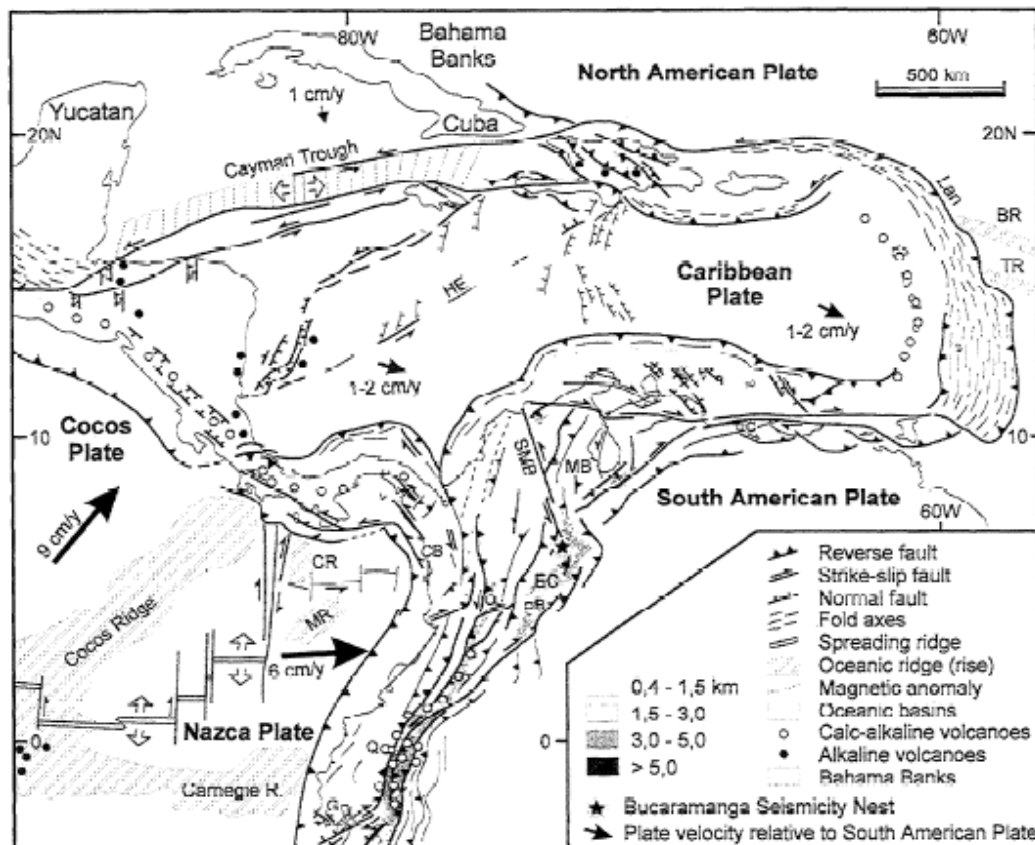 80W
60W
Bahama
Banks
North American Plate
500 km
Yucatan
1 cm/y
Cuba
20N
20N
Cayman Trough
Lan
BR
TR
HE
Caribbean
Plate
1-2 cm/y
1-2 cm/y
Cocos
Plate
10
10
SMB
MB
South American Plate
60W
9 cm/y
CB
CR
EC
MR
Cocos Ridge
6 cm/y
Nazca Plate
0
0
Carnegie R.
G
Reverse fault
Strike-slip fault
Normal fault
Fold axes
Spreading ridge
Oceanic ridge (rise)
Magnetic anomaly
Oceanic basins
Calc-alkaline volcanoes
Alkaline volcanoes
Bahama Banks
0,4 - 1,5 km
1,5 - 3,0
3,0 - 5,0
> 5,0
Bucaramanga Seismicity Nest
Plate velocity relative to South American Plate